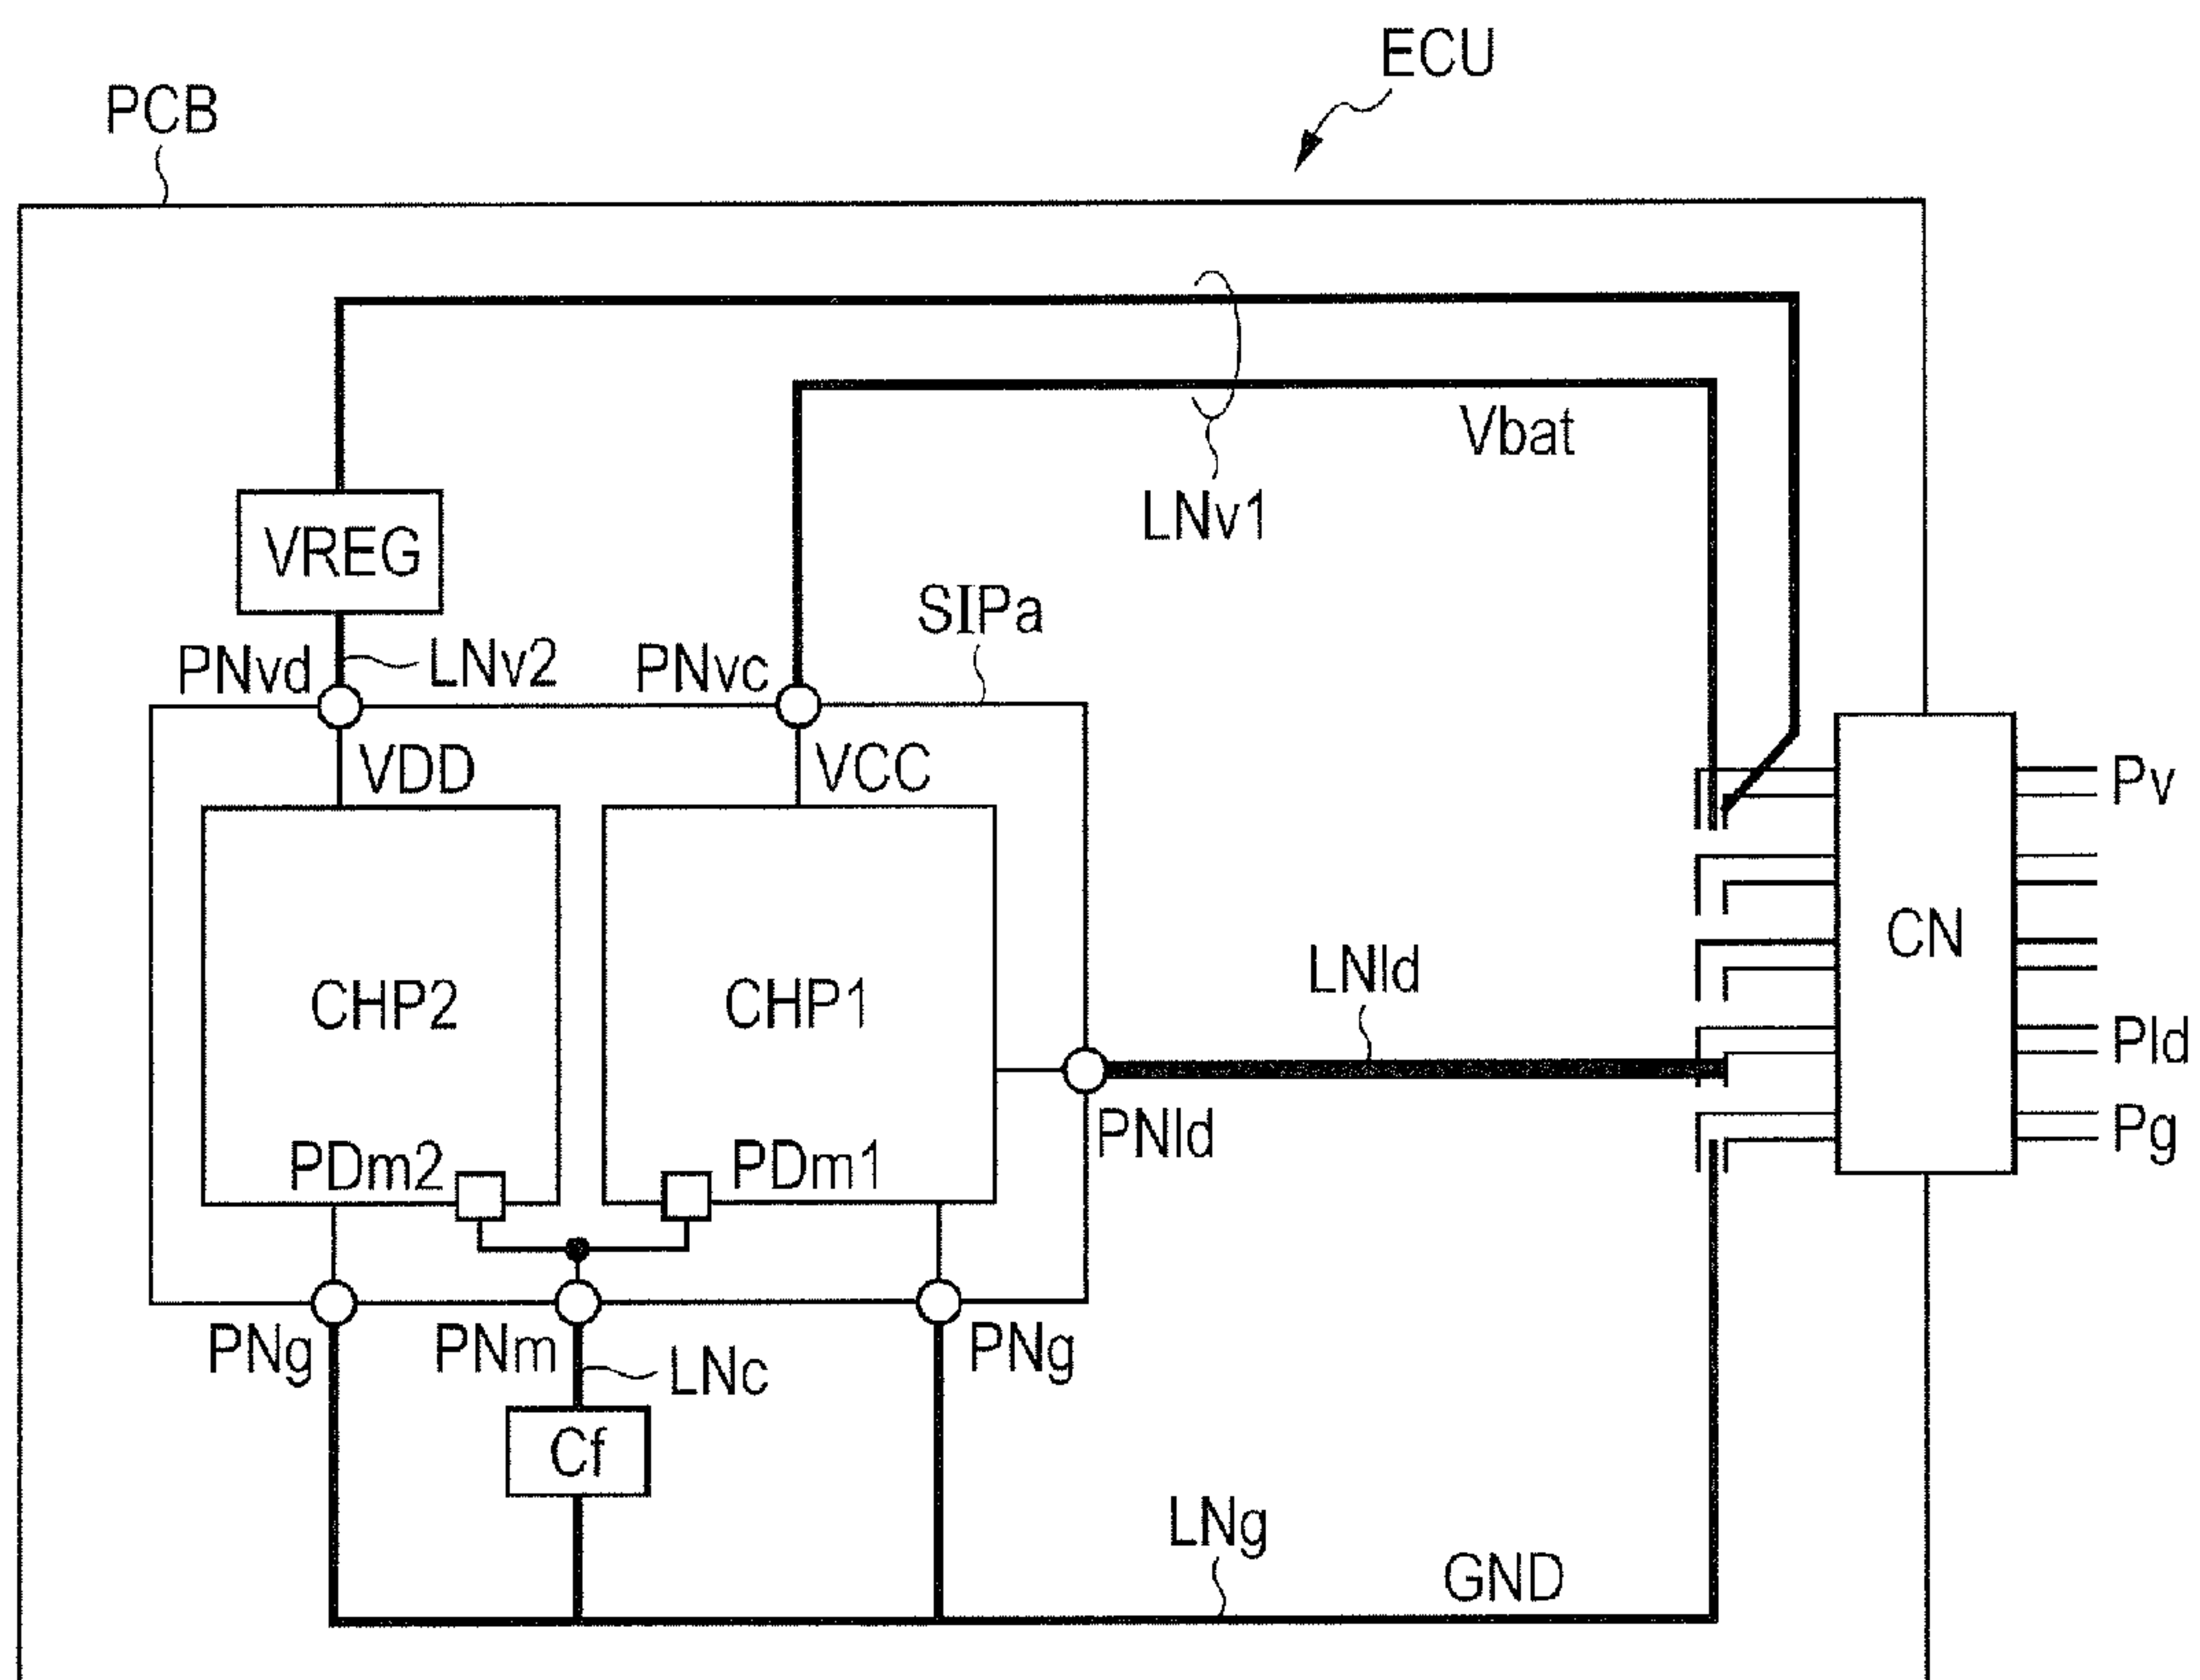 ECU
PCB
Vbat
LNv1
VREG
SIPa
PNvd
LNv2
PNvc
VDD
VCC
Pv
CHP2
CHP1
CN
LNld
Pld
PNld
Pg
PDm2
PDm1
PNg
PNm
LNc
PNg
Cf
LNg
GND